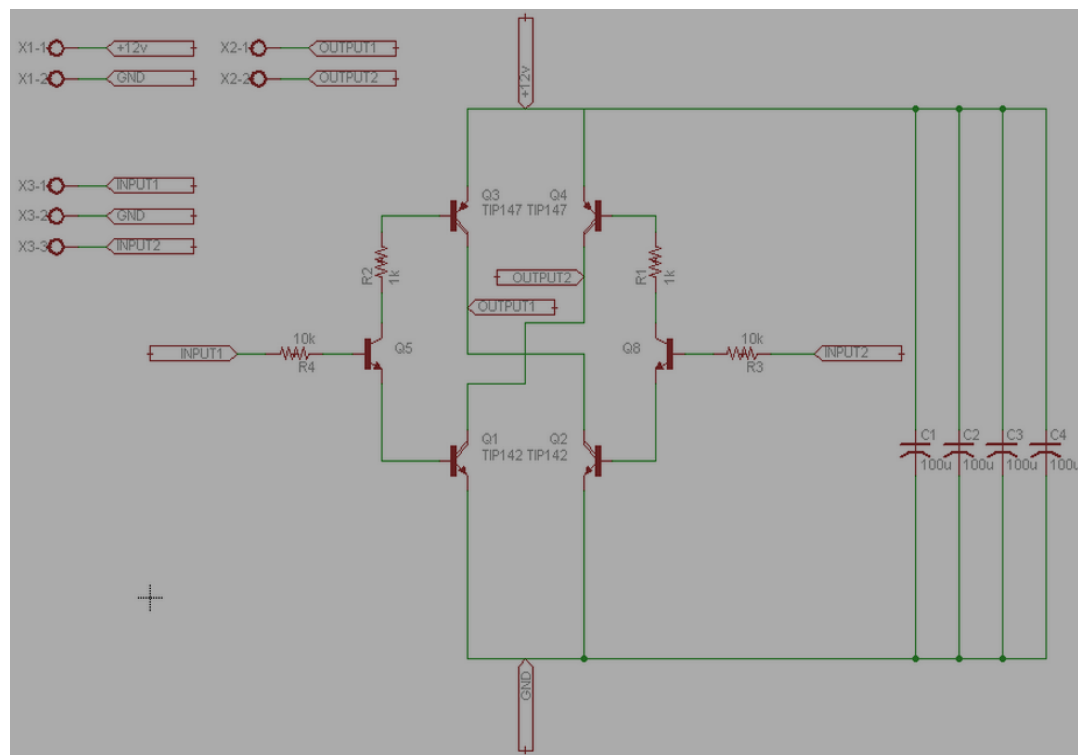 X1-1 +12v X2-1 OUTPUT1
X1-2 GND X2-2 OUTPUT2
+12v
X3-1 INPUT1
X3-2 GND
X3-3 INPUT2
Q3 Q4
TIP147 TIP147
R2 1k
OUTPUT2
R1 1k
OUTPUT1
10k 10k
INPUT1 Q5 Q8 INPUT2
R4 R3
Q1 Q2
TIP142 TIP142
C1 C2 C3 C4
100u 100u 100u 100u
GND